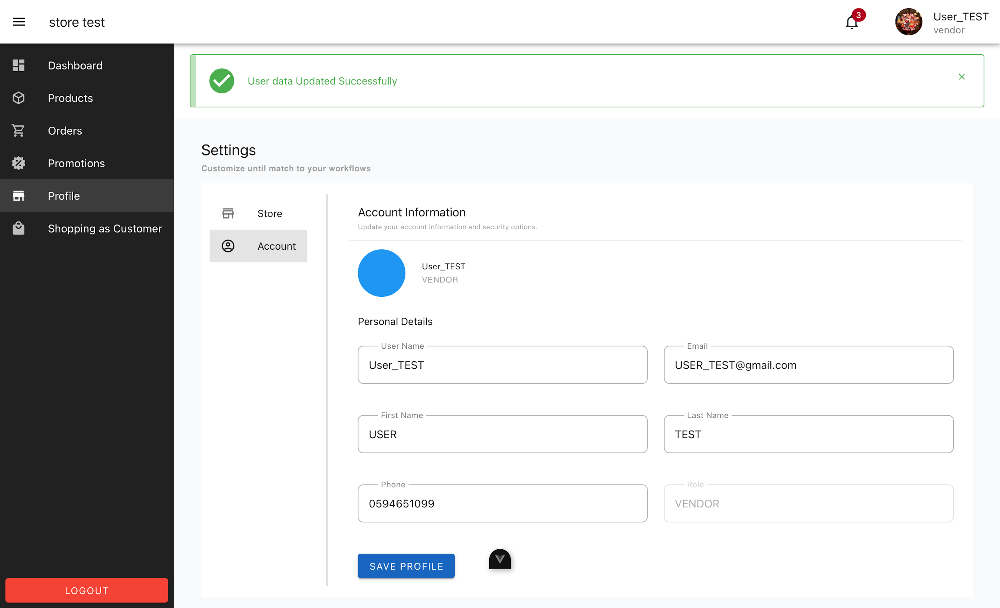 store test
3
User_TEST
vendor
Dashboard
Products
Orders
Promotions
Profile
Shopping as Customer
LOGOUT
User data Updated Successfully
Settings
Customize until match to your workflows
Store
Account
Account Information
Update your account information and security options.
User_TEST
VENDOR
Personal Details
User Name
User_TEST
Email
USER_TEST@gmail.com
First Name
USER
Last Name
TEST
Phone
0594651099
Role
VENDOR
SAVE PROFILE